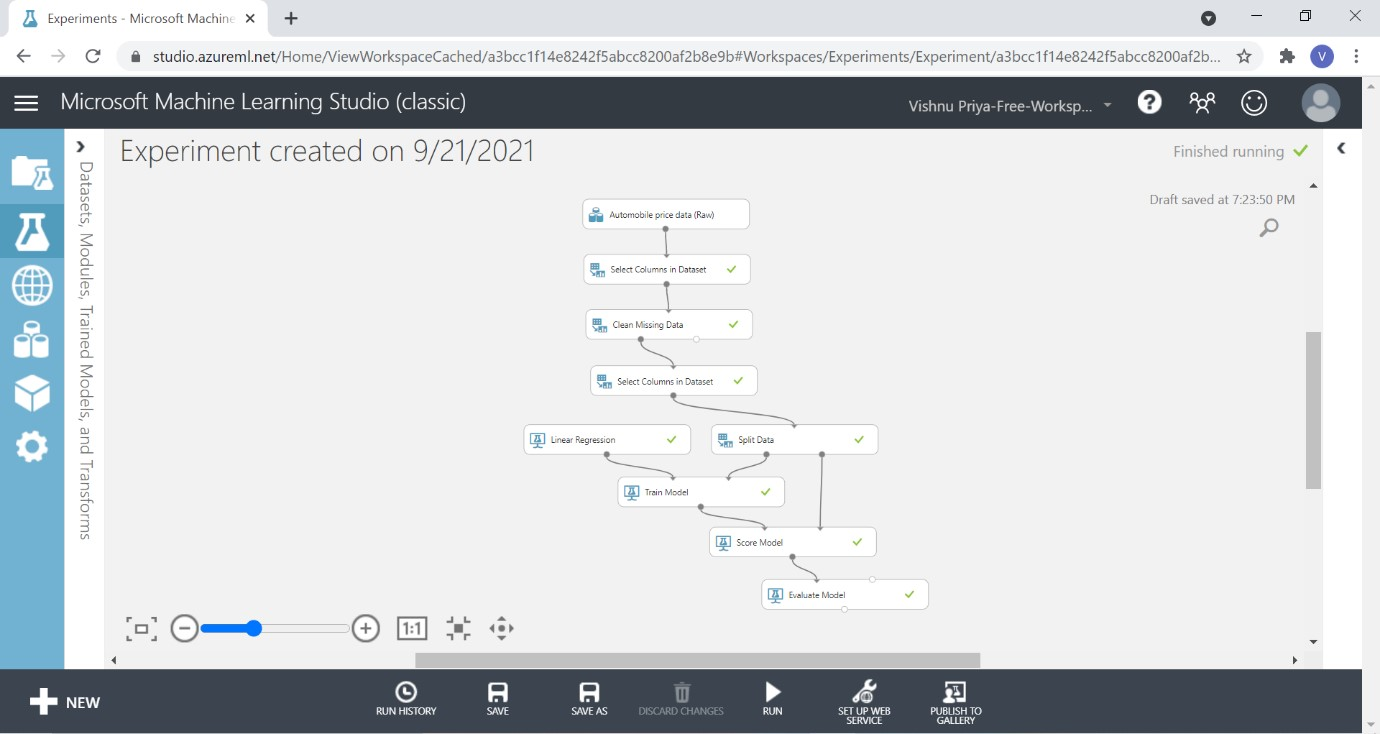 Experiments - Microsoft Machine
studio.azureml.net/Home/ViewWorkspaceCached/a3bcc1f14e8242f5abcc8200af2b8e9b#Workspaces/Experiments/Experiment/a3bcc1f14e8242f5abcc8200af2b...
V
Microsoft Machine Learning Studio (classic)
Vishnu Priya-Free-Worksp...
?
Experiment created on 9/21/2021
Finished running
Draft saved at 7:23:50 PM
Datasets, Modules, Trained Models, and Transforms
Automobile price data (Raw)
Select Columns in Dataset
Clean Missing Data
Select Columns in Dataset
Linear Regression
Split Data
Train Model
Score Model
Evaluate Model
1:1
NEW
RUN HISTORY
SAVE
SAVE AS
DISCARD CHANGES
RUN
SET UP WEB
SERVICE
PUBLISH TO
GALLERY